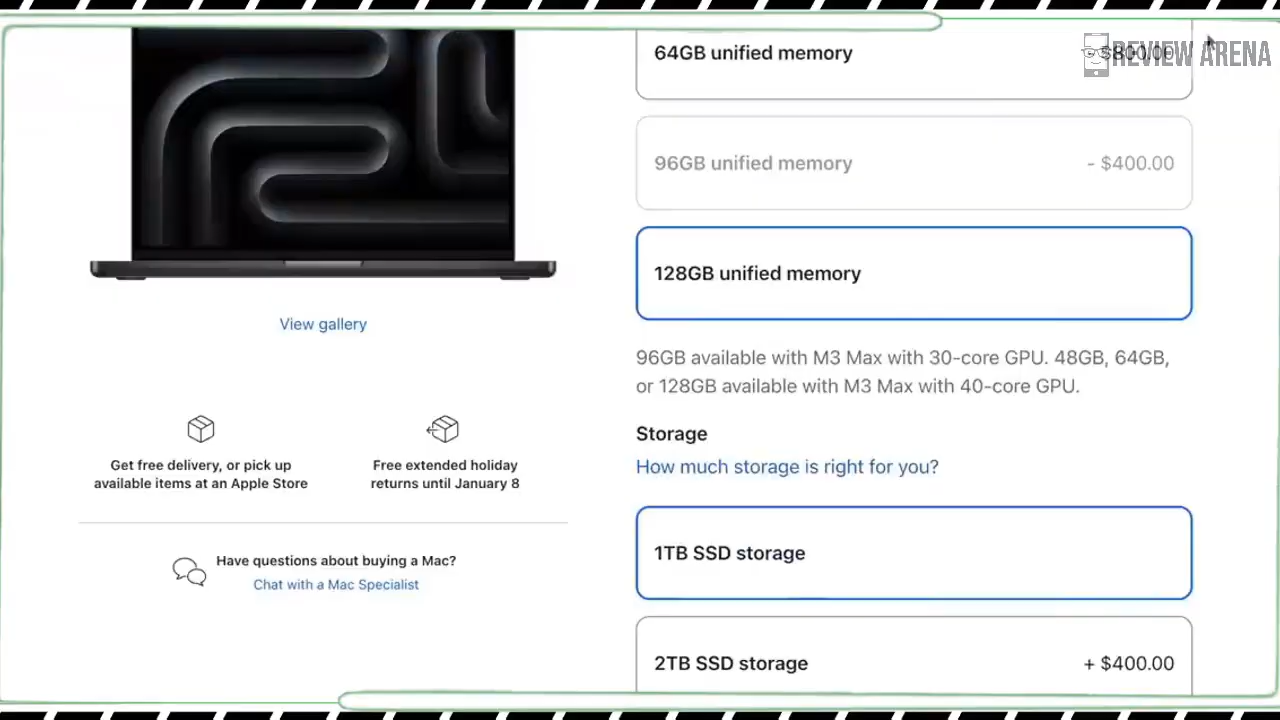 64GB unified memory
- $800.00
REVIEW ARENA
96GB unified memory
- $400.00
128GB unified memory
View gallery
96GB available with M3 Max with 30-core GPU. 48GB, 64GB,
or 128GB available with M3 Max with 40-core GPU.
Storage
How much storage is right for you?
Get free delivery, or pick up
available items at an Apple Store
Free extended holiday
returns until January 8
1TB SSD storage
Have questions about buying a Mac?
Chat with a Mac Specialist
2TB SSD storage
+ $400.00